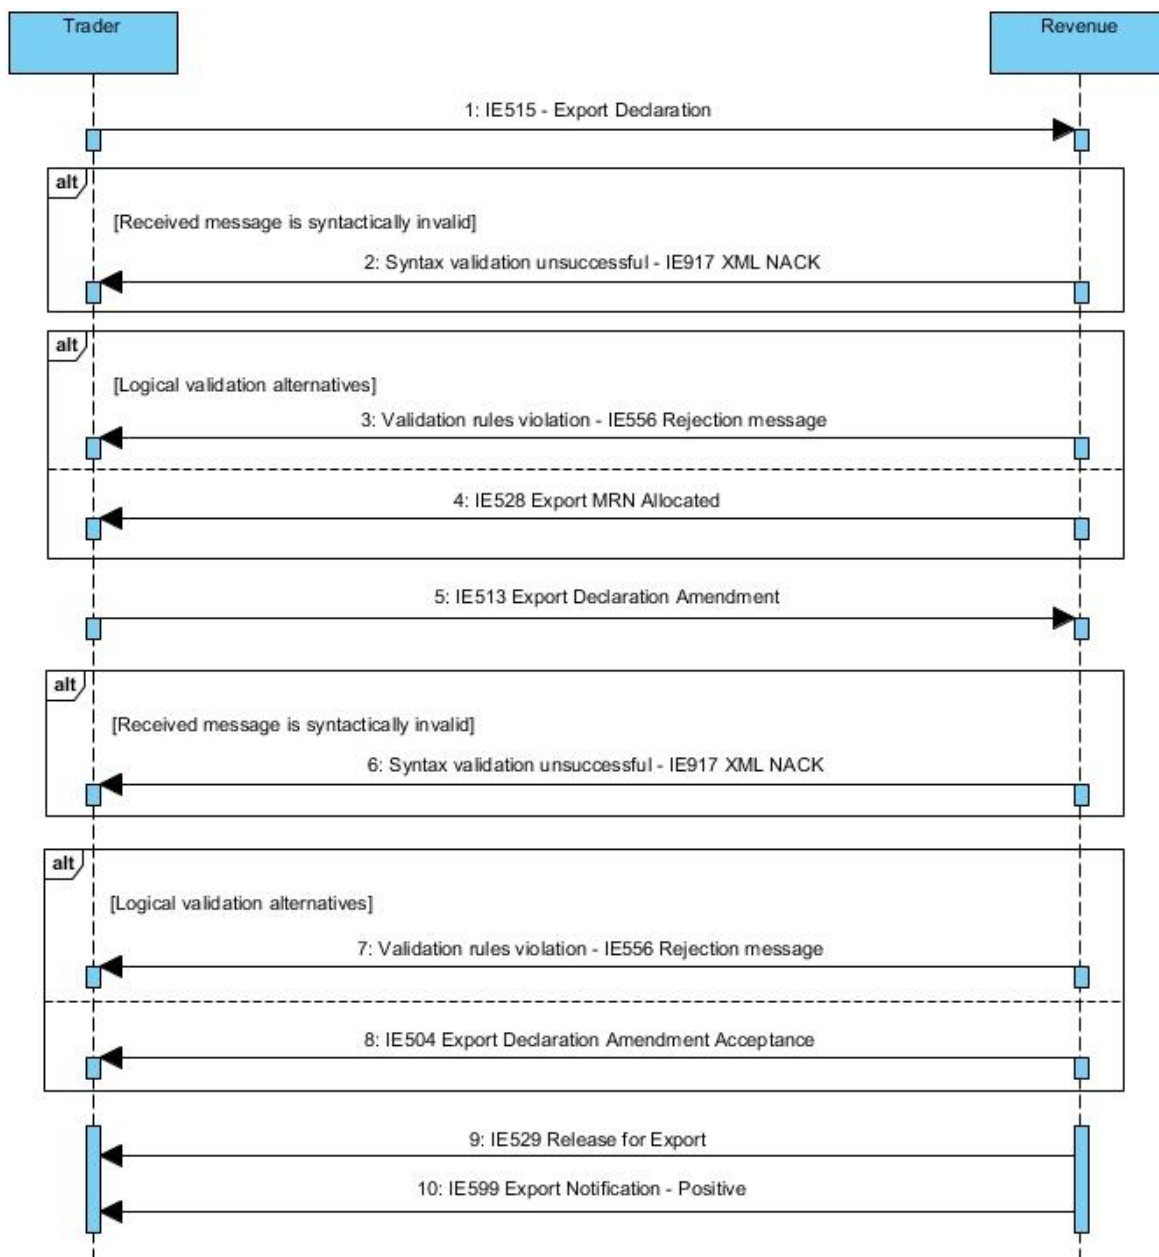 Trader
Revenue
1: IE515 - Export Declaration
alt
[Received message is syntactically invalid]
2: Syntax validation unsuccessful - IE917 XML NACK
alt
[Logical validation alternatives]
3: Validation rules violation - IE556 Rejection message
4: IE528 Export MRN Allocated
5: IE513 Export Declaration Amendment
alt
[Received message is syntactically invalid]
6: Syntax validation unsuccessful - IE917 XML NACK
alt
[Logical validation alternatives]
7: Validation rules violation - IE556 Rejection message
8: IE504 Export Declaration Amendment Acceptance
9: IE529 Release for Export
10: IE599 Export Notification - Positive